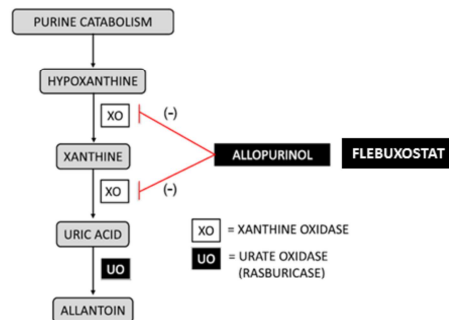 PURINE CATABOLISM
HYPOXANTHINE
XO
(-)
ALLOPURINOL
FLEBUXOSTAT
XANTHINE
XO
(-)
URIC ACID
XO = XANTHINE OXIDASE
UO
UO = URATE OXIDASE
(RASBURICASE)
ALLANTOIN